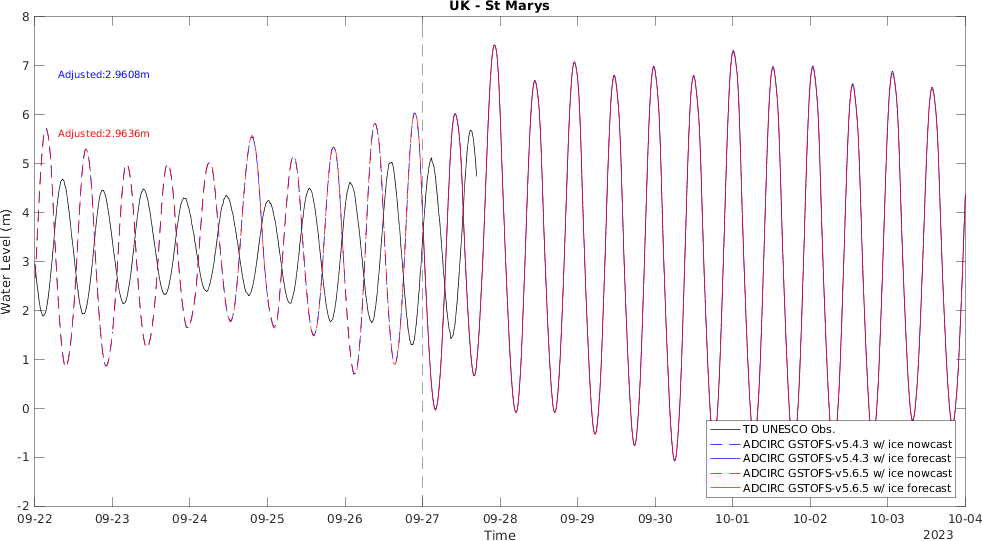 UK - St Marys
8
7
6
5
4
3
2
1
0
-1
-2
Water Level (m)
Adjusted:2.9608m
Adjusted:2.9636m
TD UNESCO Obs.
ADCIRC GSTOFS-v5.4.3 w/ ice nowcast
ADCIRC GSTOFS-v5.4.3 w/ ice forecast
ADCIRC GSTOFS-v5.6.5 w/ ice nowcast
ADCIRC GSTOFS-v5.6.5 w/ ice forecast
09-22 09-23 09-24 09-25 09-26 09-27 09-28 09-29 09-30 10-01 10-02 10-03 10-04
Time
2023